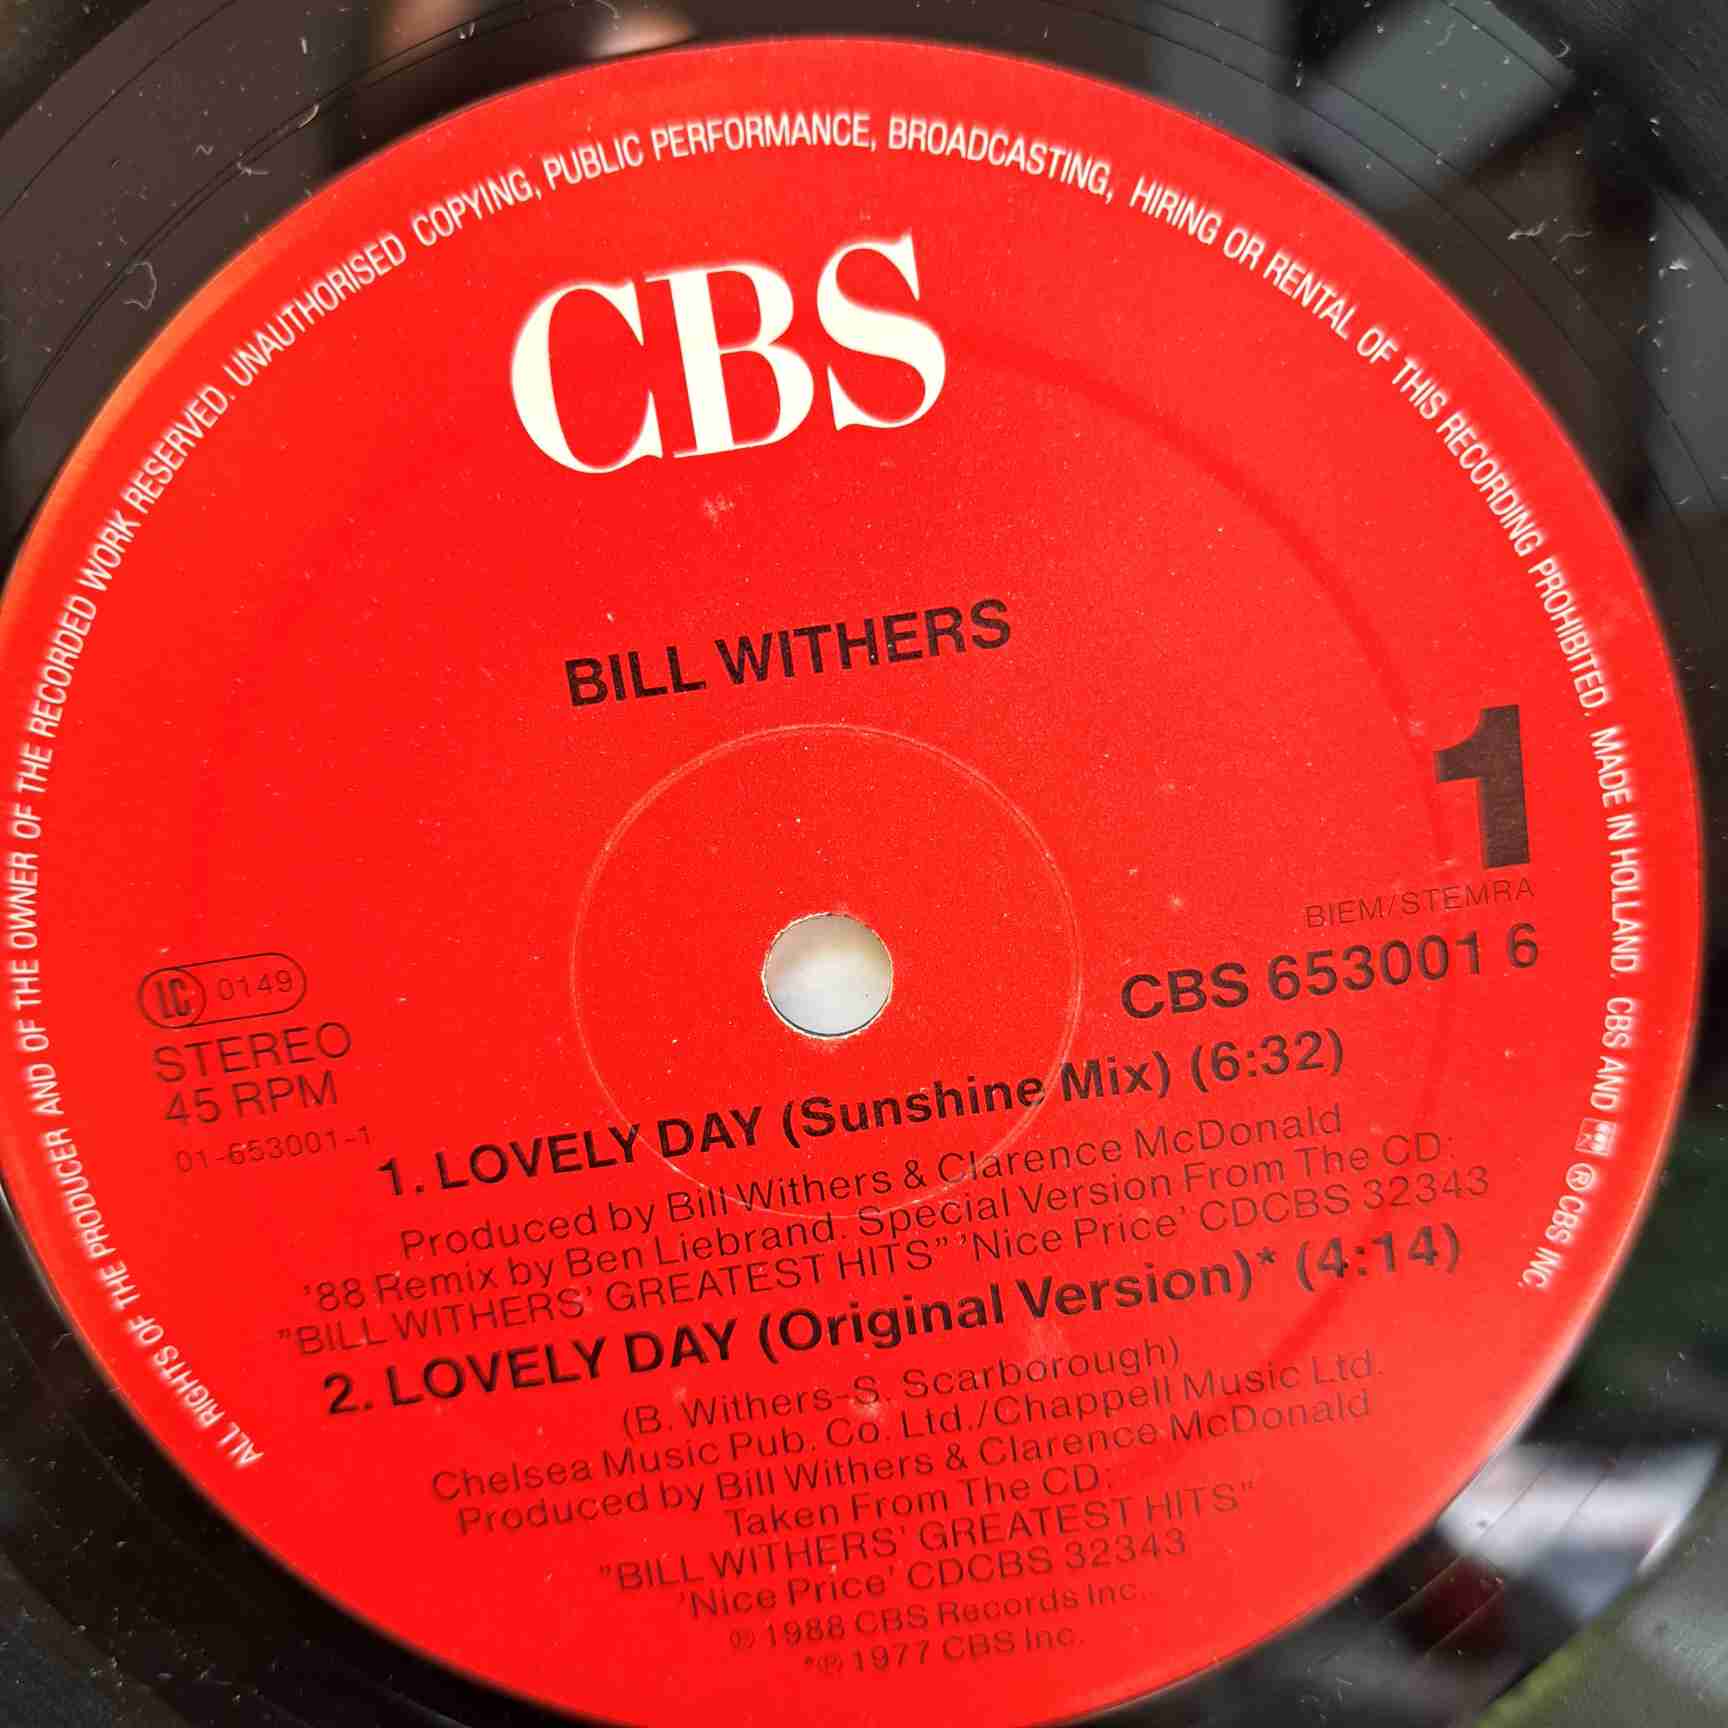 ALL RIGHTS OF THE PRODUCER AND OF THE OWNER OF THE RECORDED WORK RESERVED. UNAUTHORISED COPYING, PUBLIC PERFORMANCE, BROADCASTING, HIRING OR RENTAL OF THIS RECORDING PROHIBITED. MADE IN HOLLAND. CBS AND ℗ CBS INC.
CBS
BILL WITHERS
1
BIEM/STEMRA
CBS 653001 6
LC 0149
STEREO
45 RPM
01-653001-1
1. LOVELY DAY (Sunshine Mix) (6:32)
Produced by Bill Withers & Clarence McDonald
'88 Remix by Ben Liebrand. Special Version From The CD:
"BILL WITHERS' GREATEST HITS" 'Nice Price' CDCBS 32343
2. LOVELY DAY (Original Version)* (4:14)
(B. Withers-S. Scarborough)
Chelsea Music Pub. Co. Ltd./Chappell Music Ltd.
Produced by Bill Withers & Clarence McDonald
Taken From The CD:
"BILL WITHERS' GREATEST HITS"
'Nice Price' CDCBS 32343
℗ 1988 CBS Records Inc.
*℗ 1977 CBS Inc.